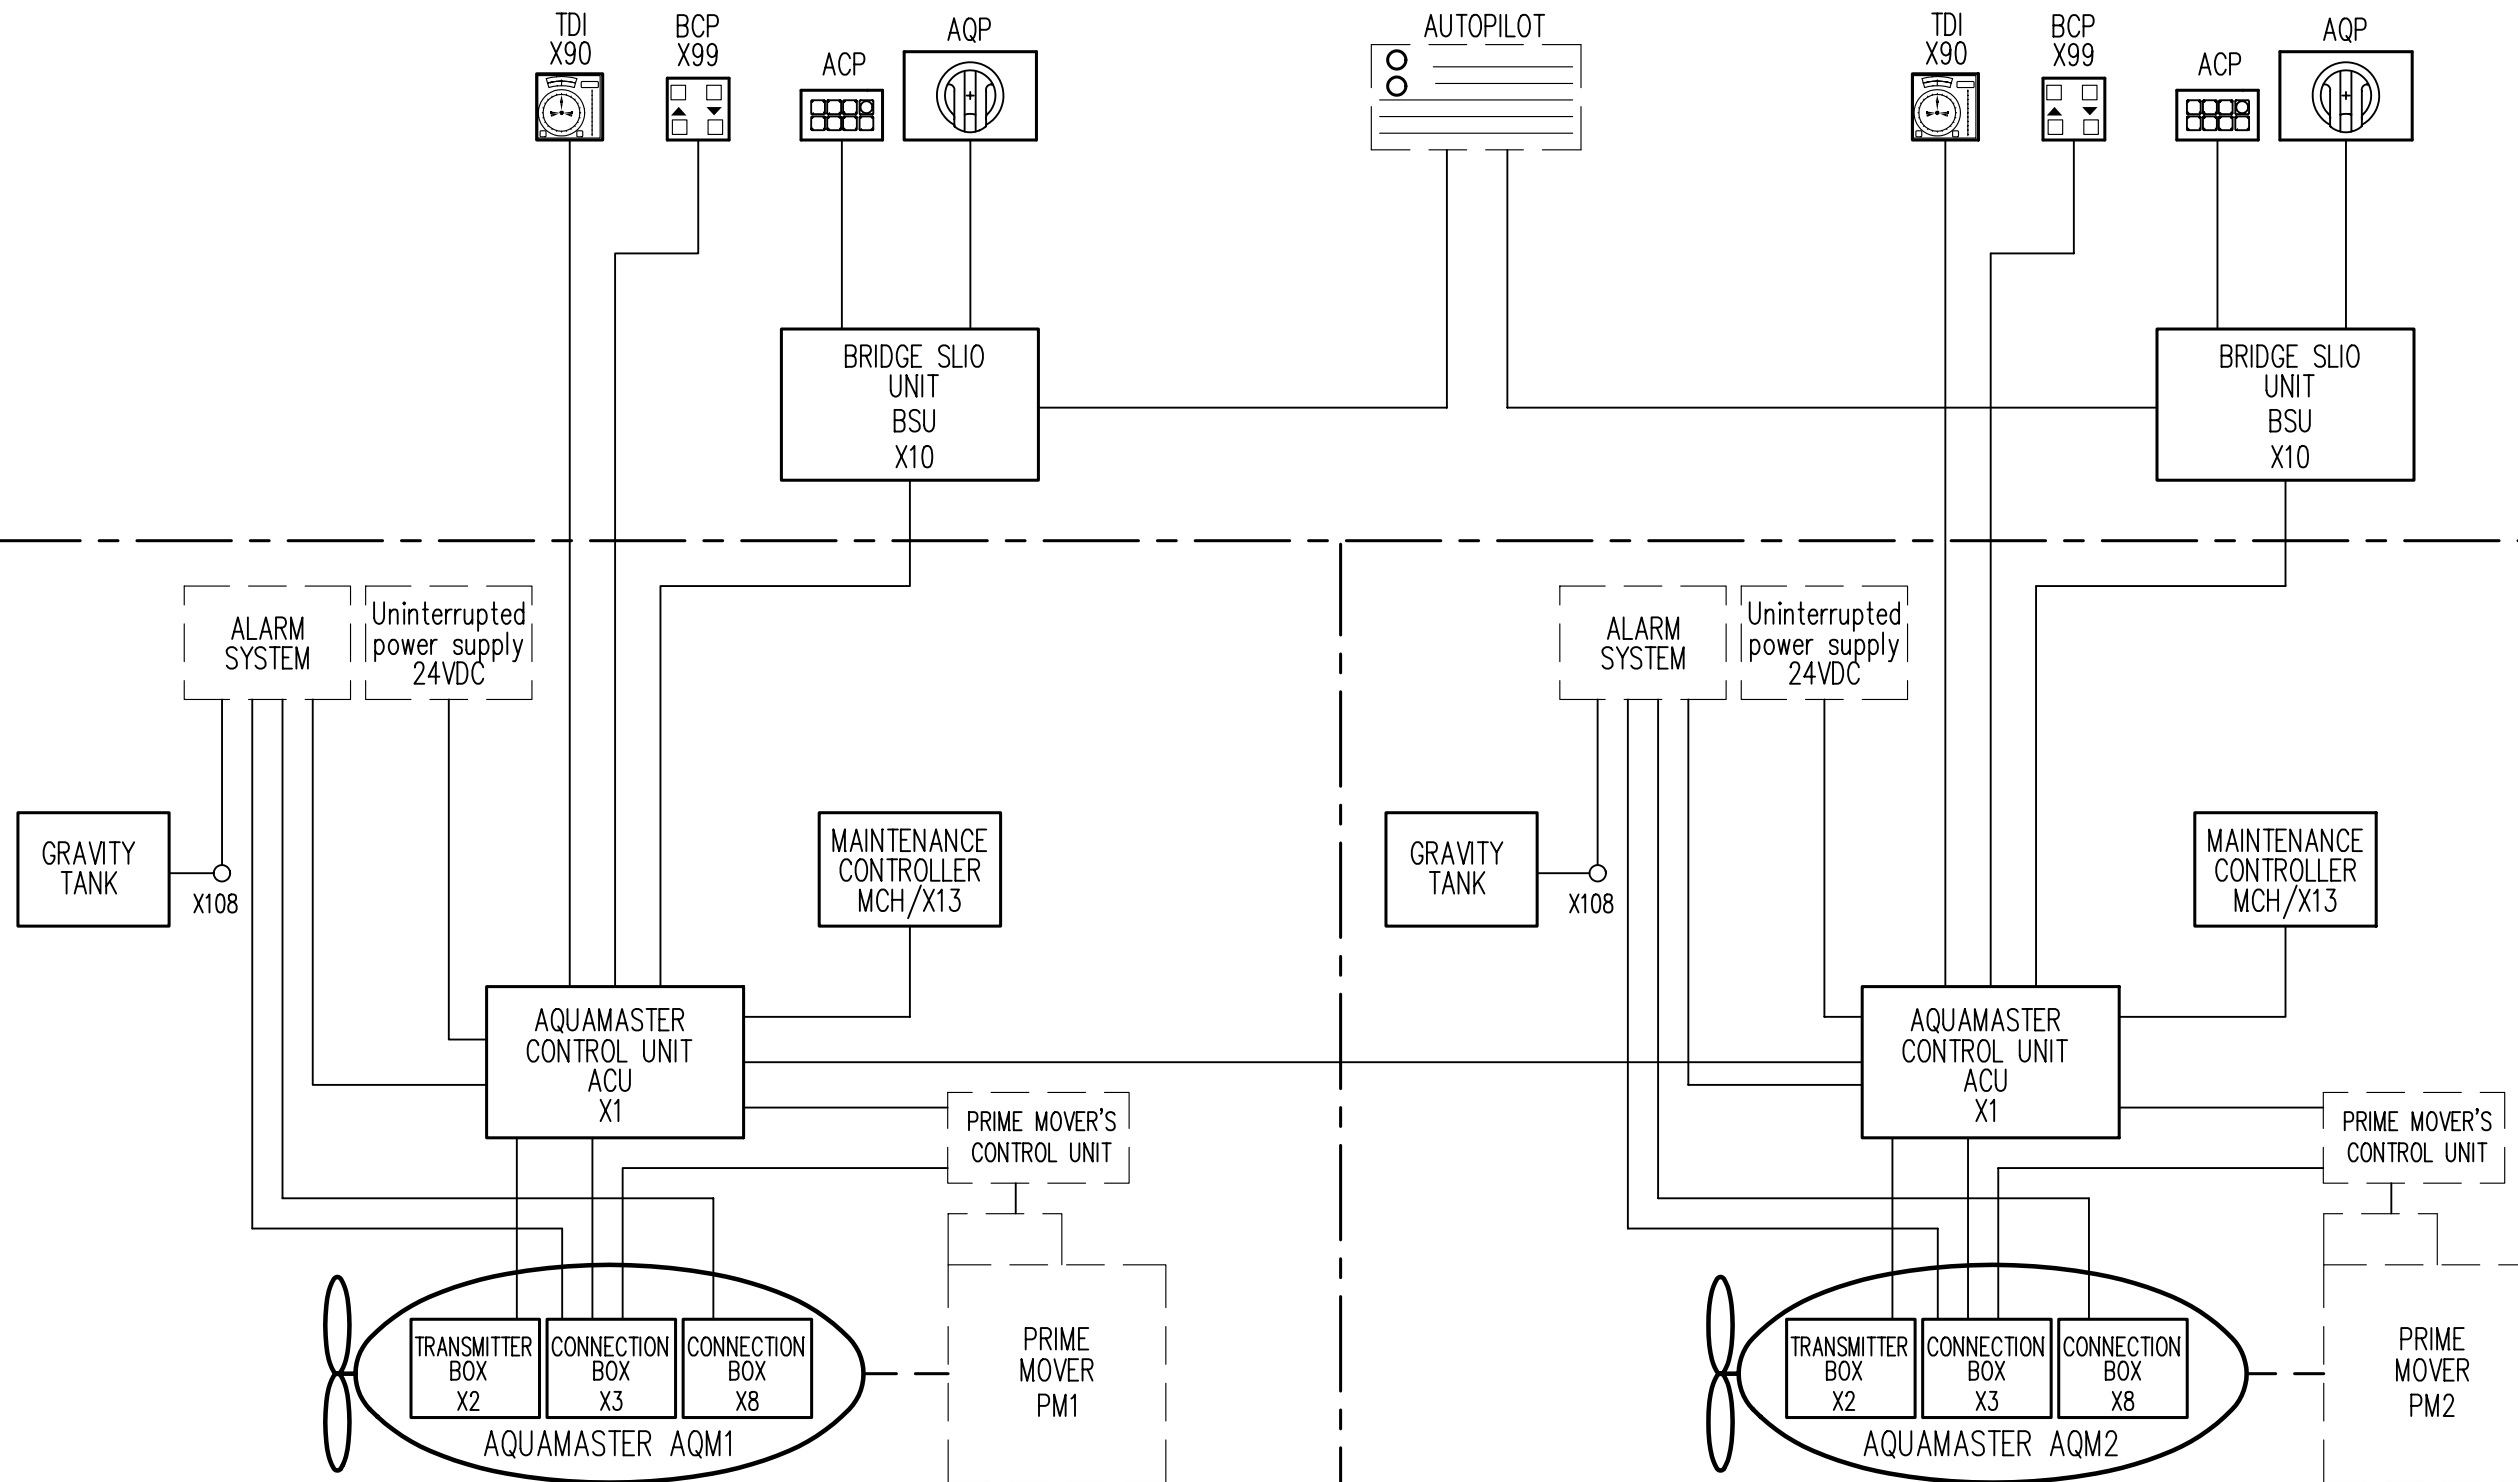 TDI
X90
BCP
X99
ACP
AQP
AUTOPILOT
TDI
X90
BCP
X99
ACP
AQP
BRIDGE SLIO
UNIT
BSU
X10
BRIDGE SLIO
UNIT
BSU
X10
ALARM
SYSTEM
Uninterrupted
power supply
24VDC
ALARM
SYSTEM
Uninterrupted
power supply
24VDC
GRAVITY
TANK
X108
MAINTENANCE
CONTROLLER
MCH/X13
GRAVITY
TANK
X108
MAINTENANCE
CONTROLLER
MCH/X13
AQUAMASTER
CONTROL UNIT
ACU
X1
PRIME MOVER'S
CONTROL UNIT
AQUAMASTER
CONTROL UNIT
ACU
X1
PRIME MOVER'S
CONTROL UNIT
TRANSMITTER
BOX
X2
CONNECTION
BOX
X3
CONNECTION
BOX
X8
AQUAMASTER AQM1
PRIME
MOVER
PM1
TRANSMITTER
BOX
X2
CONNECTION
BOX
X3
CONNECTION
BOX
X8
AQUAMASTER AQM2
PRIME
MOVER
PM2